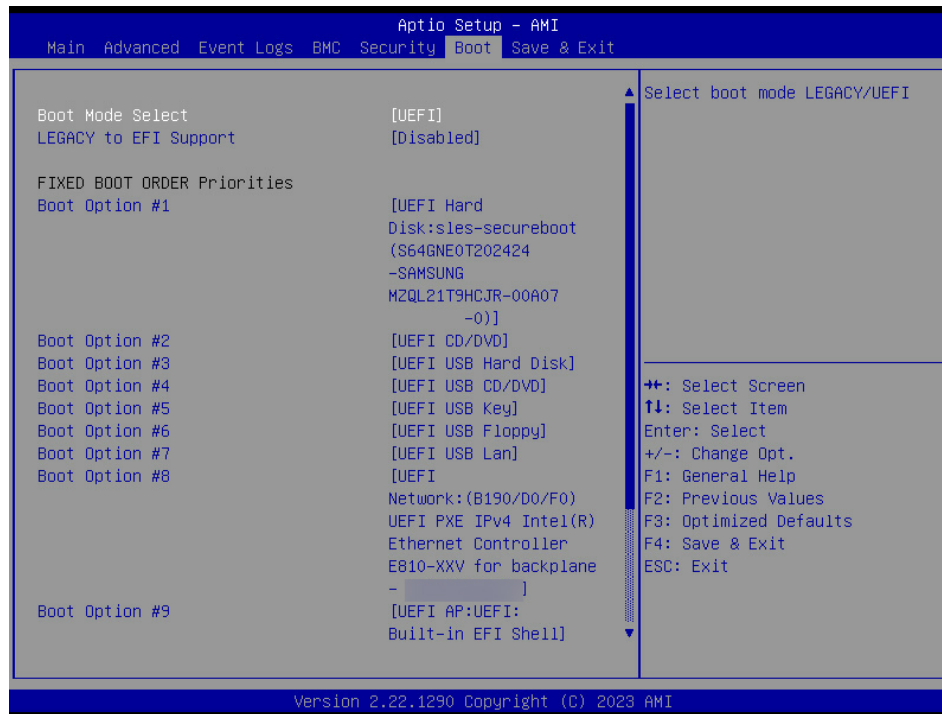 Aptio Setup – AMI
Main Advanced Event Logs BMC Security Boot Save & Exit
Select boot mode LEGACY/UEFI
Boot Mode Select [UEFI]
LEGACY to EFI Support [Disabled]
FIXED BOOT ORDER Priorities
Boot Option #1 [UEFI Hard
Disk:sles-secureboot
(S64GNE0T202424
-SAMSUNG
MZQL21T9HCJR-00A07
-0)]
Boot Option #2 [UEFI CD/DVD]
Boot Option #3 [UEFI USB Hard Disk]
Boot Option #4 [UEFI USB CD/DVD]
Boot Option #5 [UEFI USB Key]
Boot Option #6 [UEFI USB Floppy]
Boot Option #7 [UEFI USB Lan]
Boot Option #8 [UEFI
Network:(B190/D0/F0)
UEFI PXE IPv4 Intel(R)
Ethernet Controller
E810-XXV for backplane
- ]
Boot Option #9 [UEFI AP:UEFI:
Built-in EFI Shell]
→←: Select Screen
↑↓: Select Item
Enter: Select
+/-: Change Opt.
F1: General Help
F2: Previous Values
F3: Optimized Defaults
F4: Save & Exit
ESC: Exit
Version 2.22.1290 Copyright (C) 2023 AMI